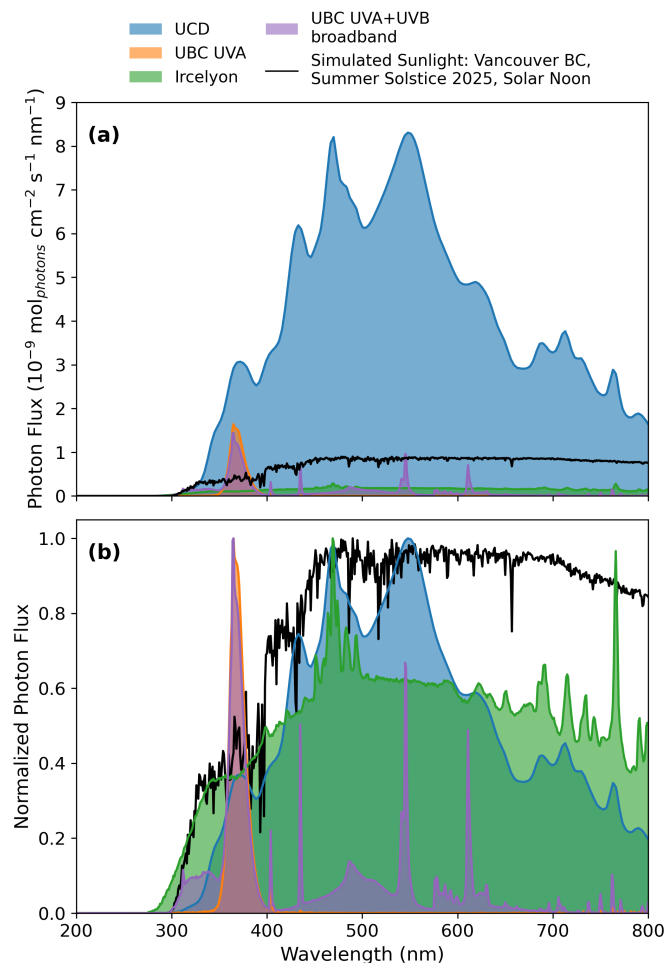 UCD
UBC UVA
Ircelyon
UBC UVA+UVB
broadband
Simulated Sunlight: Vancouver BC,
Summer Solstice 2025, Solar Noon
Photon Flux (10⁻⁹ mol_photons cm⁻² s⁻¹ nm⁻¹)
(a)
9
8
7
6
5
4
3
2
1
0
Normalized Photon Flux
(b)
1.0
0.8
0.6
0.4
0.2
0.0
200 300 400 500 600 700 800
Wavelength (nm)